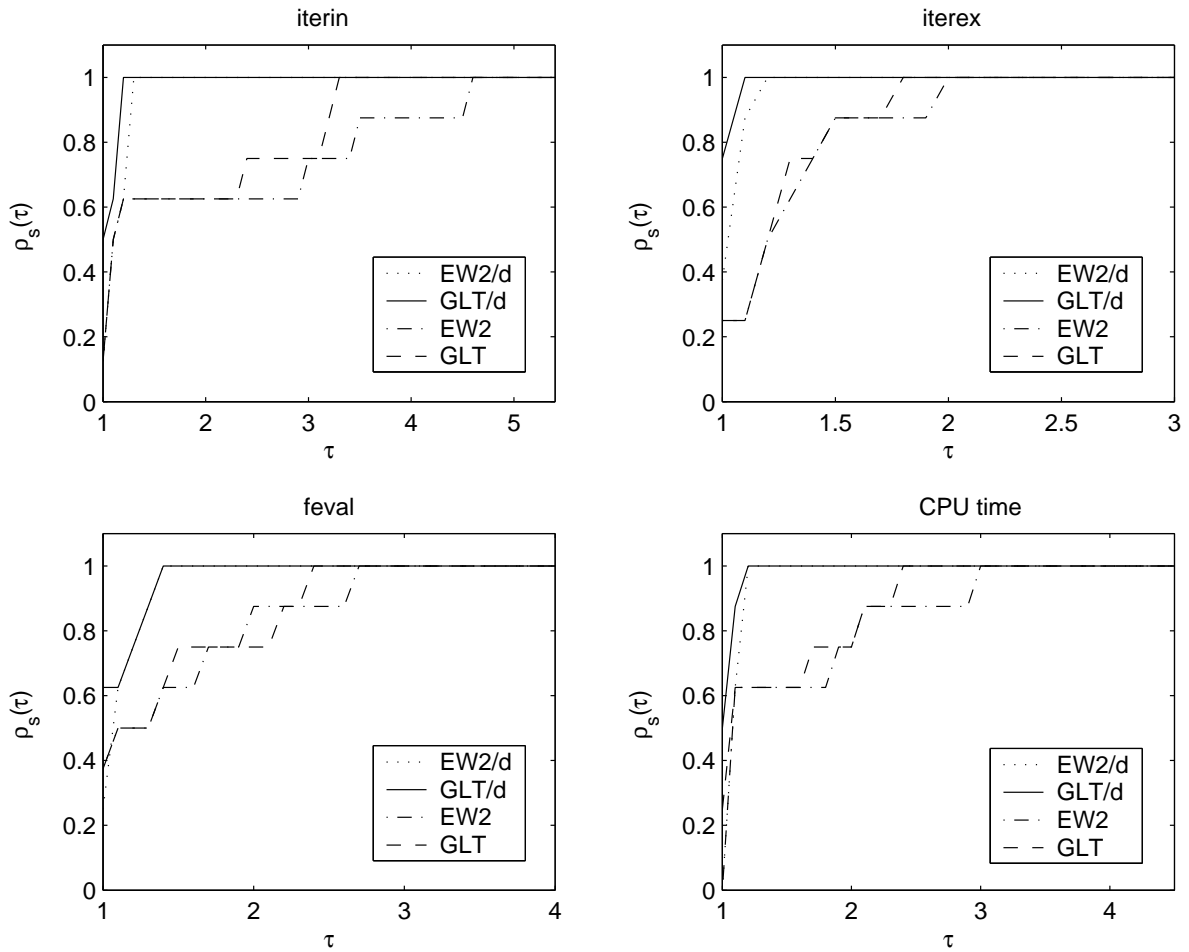 iterin
1
0.8
0.6
0.4
0.2
0
ρs(τ)
EW2/d
GLT/d
EW2
GLT
1 2 3 4 5
τ
iterex
1
0.8
0.6
0.4
0.2
0
ρs(τ)
EW2/d
GLT/d
EW2
GLT
1 1.5 2 2.5 3
τ
feval
1
0.8
0.6
0.4
0.2
0
ρs(τ)
EW2/d
GLT/d
EW2
GLT
1 2 3 4
τ
CPU time
1
0.8
0.6
0.4
0.2
0
ρs(τ)
EW2/d
GLT/d
EW2
GLT
1 2 3 4
τ